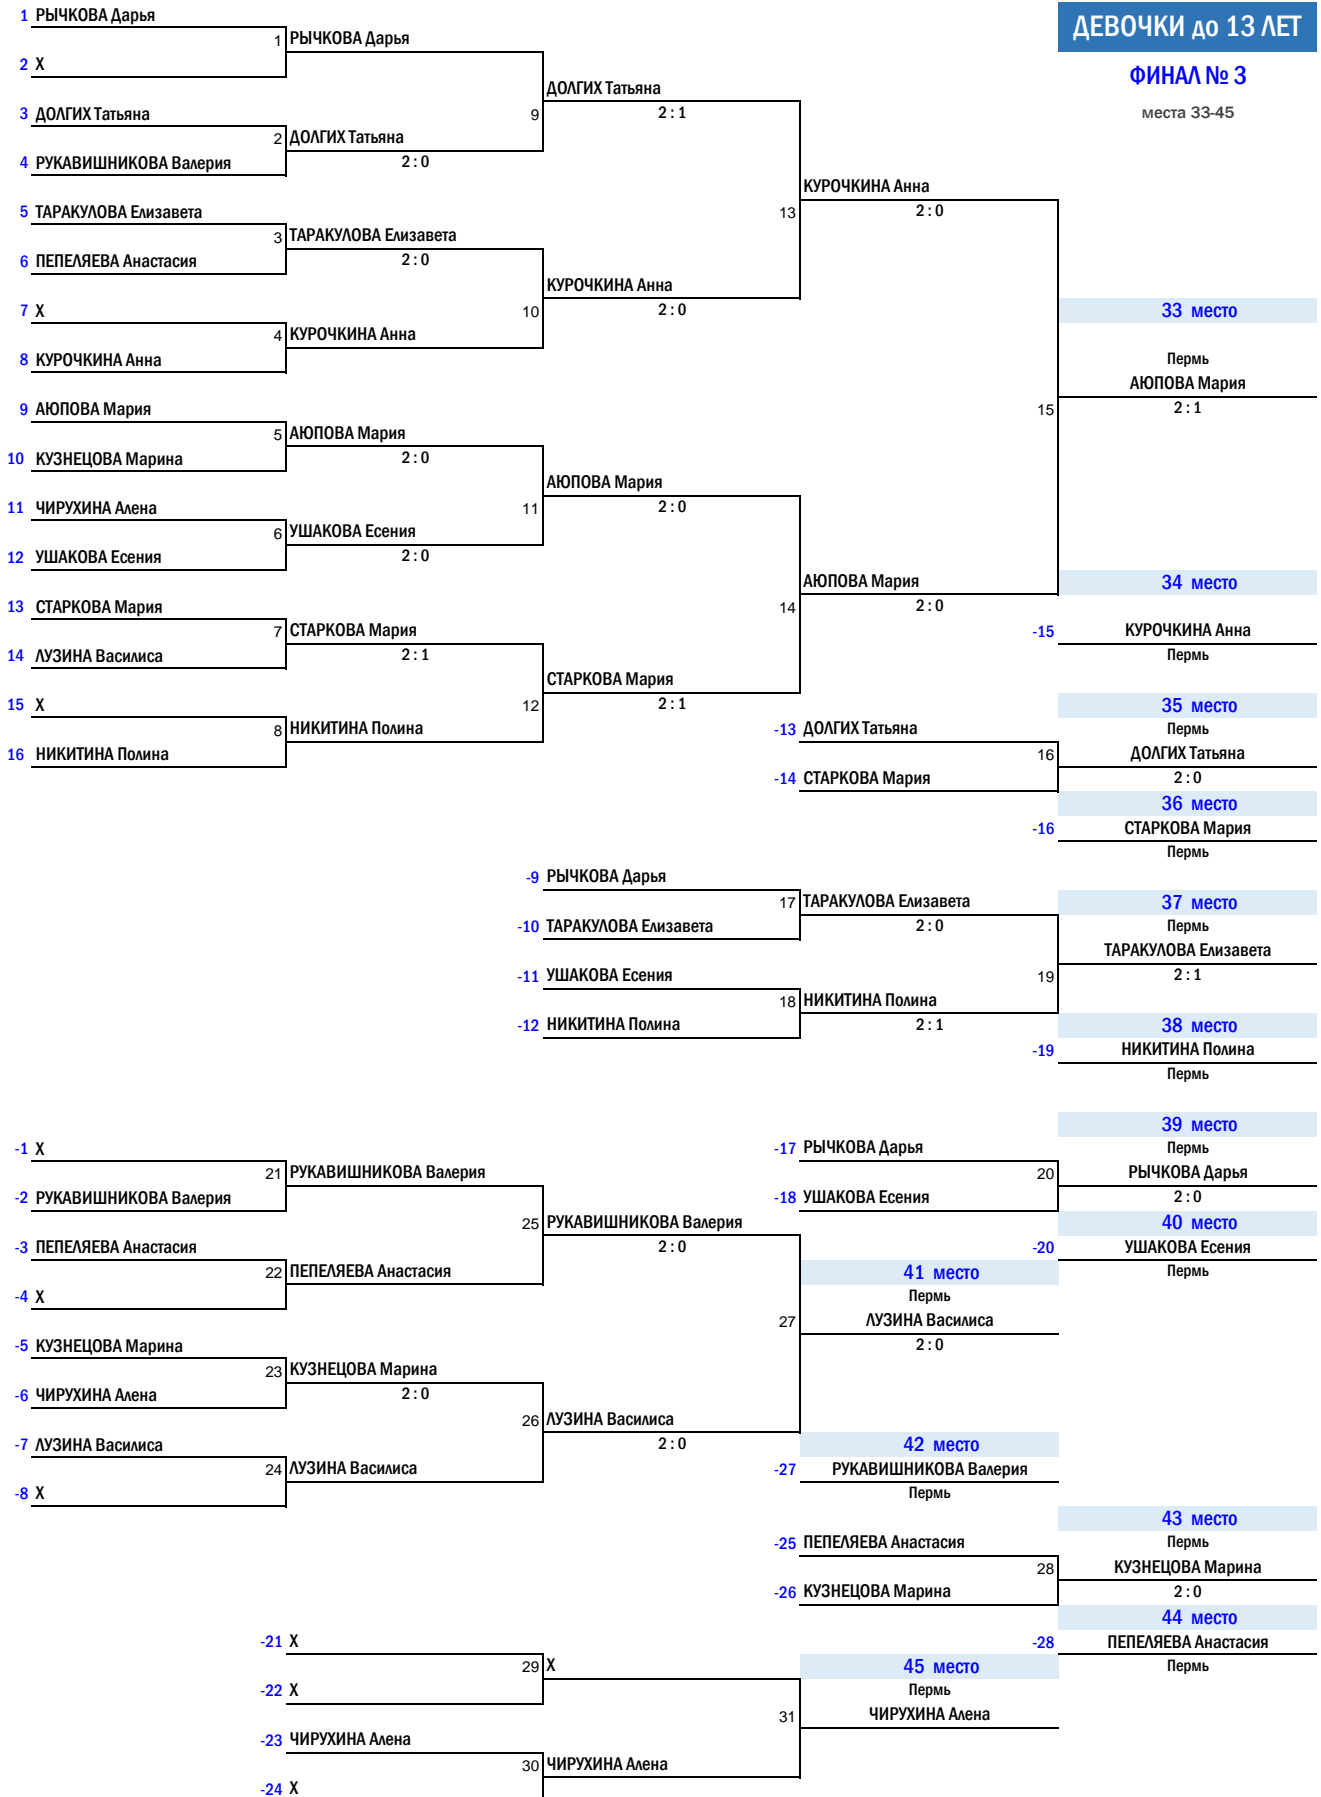 ДЕВОЧКИ до 13 ЛЕТ
ФИНАЛ № 3
места 33-45
1 РЫЧКОВА Дарья
1 РЫЧКОВА Дарья
2 X
ДОЛГИХ Татьяна
9 2 : 1
3 ДОЛГИХ Татьяна
2 ДОЛГИХ Татьяна
2 : 0
4 РУКАВИШНИКОВА Валерия
КУРОЧКИНА Анна
13 2 : 0
5 ТАРАКУЛОВА Елизавета
3 ТАРАКУЛОВА Елизавета
2 : 0
6 ПЕПЕЛЯЕВА Анастасия
КУРОЧКИНА Анна
10 2 : 0
7 X
4 КУРОЧКИНА Анна
8 КУРОЧКИНА Анна
33 место
Пермь
АЮПОВА Мария
15 2 : 1
9 АЮПОВА Мария
5 АЮПОВА Мария
2 : 0
10 КУЗНЕЦОВА Марина
АЮПОВА Мария
11 2 : 0
11 ЧИРУХИНА Алена
6 УШАКОВА Есения
2 : 0
12 УШАКОВА Есения
АЮПОВА Мария
14 2 : 0
34 место
-15 КУРОЧКИНА Анна
Пермь
13 СТАРКОВА Мария
7 СТАРКОВА Мария
2 : 1
14 ЛУЗИНА Василиса
СТАРКОВА Мария
12 2 : 1
15 X
8 НИКИТИНА Полина
16 НИКИТИНА Полина
35 место
Пермь
-13 ДОЛГИХ Татьяна
16 ДОЛГИХ Татьяна
2 : 0
-14 СТАРКОВА Мария
36 место
-16 СТАРКОВА Мария
Пермь
-9 РЫЧКОВА Дарья
17 ТАРАКУЛОВА Елизавета
2 : 0
-10 ТАРАКУЛОВА Елизавета
37 место
Пермь
ТАРАКУЛОВА Елизавета
19 2 : 1
-11 УШАКОВА Есения
18 НИКИТИНА Полина
2 : 1
-12 НИКИТИНА Полина
38 место
-19 НИКИТИНА Полина
Пермь
39 место
Пермь
-17 РЫЧКОВА Дарья
20 РЫЧКОВА Дарья
2 : 0
-18 УШАКОВА Есения
40 место
-20 УШАКОВА Есения
Пермь
-1 X
21 РУКАВИШНИКОВА Валерия
-2 РУКАВИШНИКОВА Валерия
25 РУКАВИШНИКОВА Валерия
2 : 0
-3 ПЕПЕЛЯЕВА Анастасия
22 ПЕПЕЛЯЕВА Анастасия
-4 X
41 место
Пермь
27 ЛУЗИНА Василиса
2 : 0
-5 КУЗНЕЦОВА Марина
23 КУЗНЕЦОВА Марина
2 : 0
-6 ЧИРУХИНА Алена
26 ЛУЗИНА Василиса
2 : 0
-7 ЛУЗИНА Василиса
24 ЛУЗИНА Василиса
-8 X
42 место
-27 РУКАВИШНИКОВА Валерия
Пермь
43 место
Пермь
-25 ПЕПЕЛЯЕВА Анастасия
28 КУЗНЕЦОВА Марина
2 : 0
-26 КУЗНЕЦОВА Марина
44 место
-28 ПЕПЕЛЯЕВА Анастасия
Пермь
-21 X
29 X
-22 X
45 место
Пермь
31 ЧИРУХИНА Алена
-23 ЧИРУХИНА Алена
30 ЧИРУХИНА Алена
-24 X